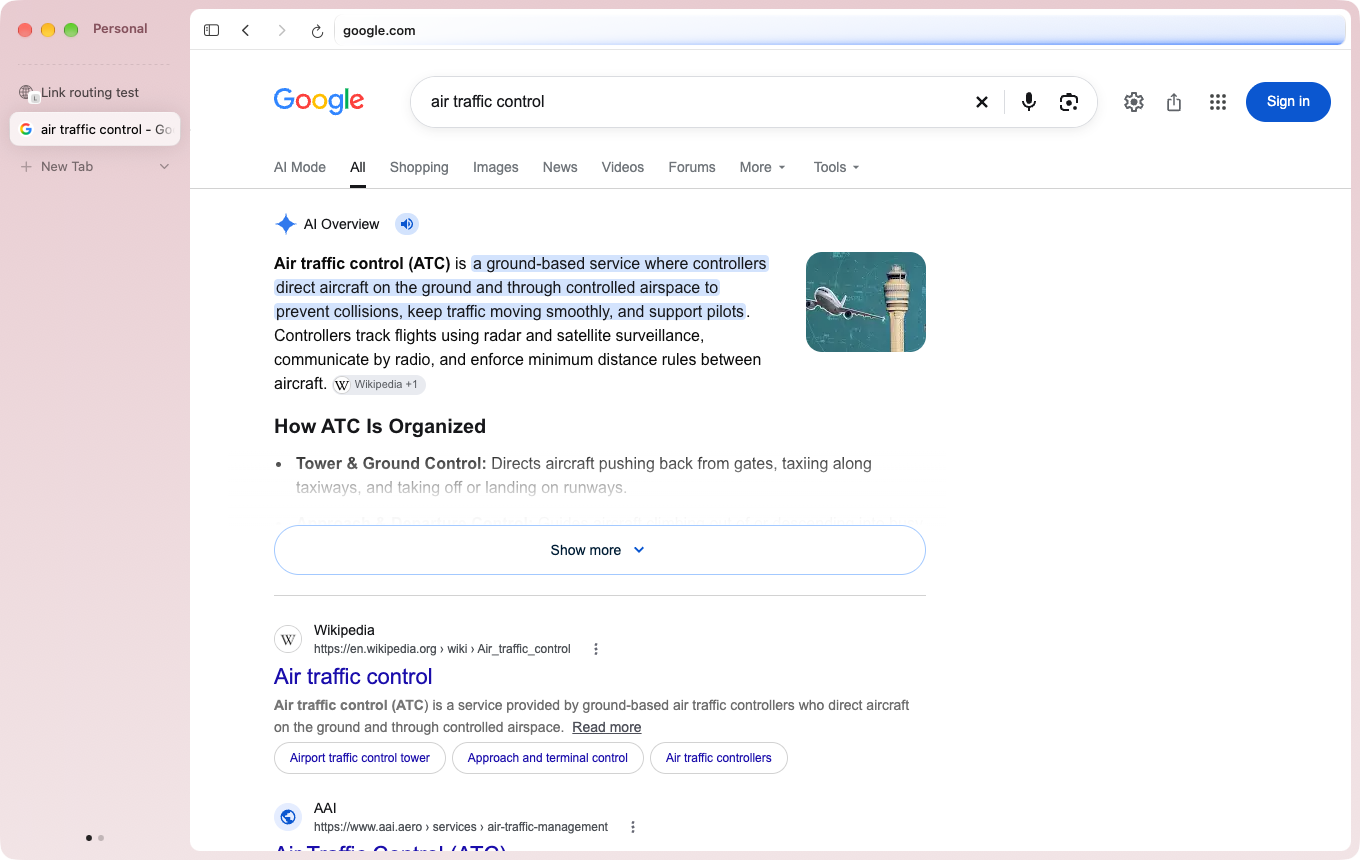 Personal
google.com
Link routing test
L
air traffic control - Go
New Tab
Google
air traffic control
Sign in
AI Mode
All
Shopping
Images
News
Videos
Forums
More
Tools
AI Overview
Air traffic control (ATC) is a ground-based service where controllers
direct aircraft on the ground and through controlled airspace to
prevent collisions, keep traffic moving smoothly, and support pilots.
Controllers track flights using radar and satellite surveillance,
communicate by radio, and enforce minimum distance rules between
aircraft. W Wikipedia +1
How ATC Is Organized
• Tower & Ground Control: Directs aircraft pushing back from gates, taxiing along
taxiways, and taking off or landing on runways.
Show more
W
Wikipedia
https://en.wikipedia.org › wiki › Air_traffic_control
Air traffic control
Air traffic control (ATC) is a service provided by ground-based air traffic controllers who direct aircraft
on the ground and through controlled airspace. Read more
Airport traffic control tower
Approach and terminal control
Air traffic controllers
AAI
https://www.aai.aero › services › air-traffic-management
Air Traffic Control (ATC)